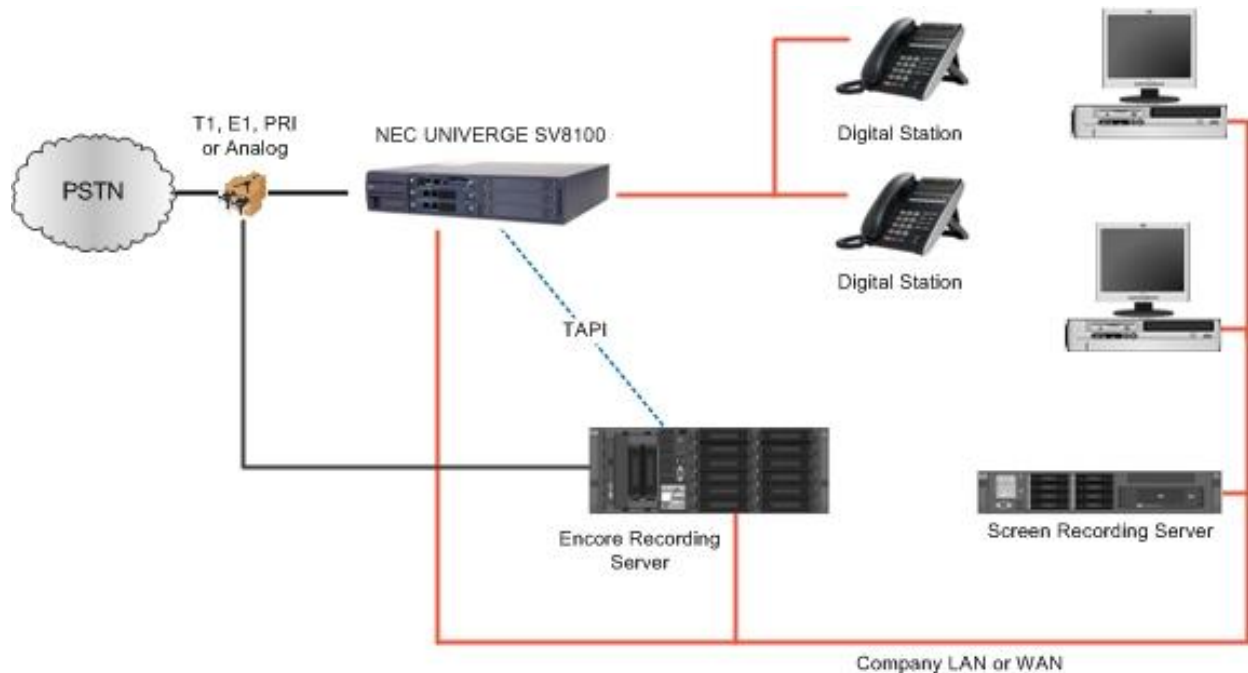 T1, E1, PRI
or Analog
NEC UNIVERGE SV8100
PSTN
Digital Station
Digital Station
TAPI
Encore Recording
Server
Screen Recording Server
Company LAN or WAN